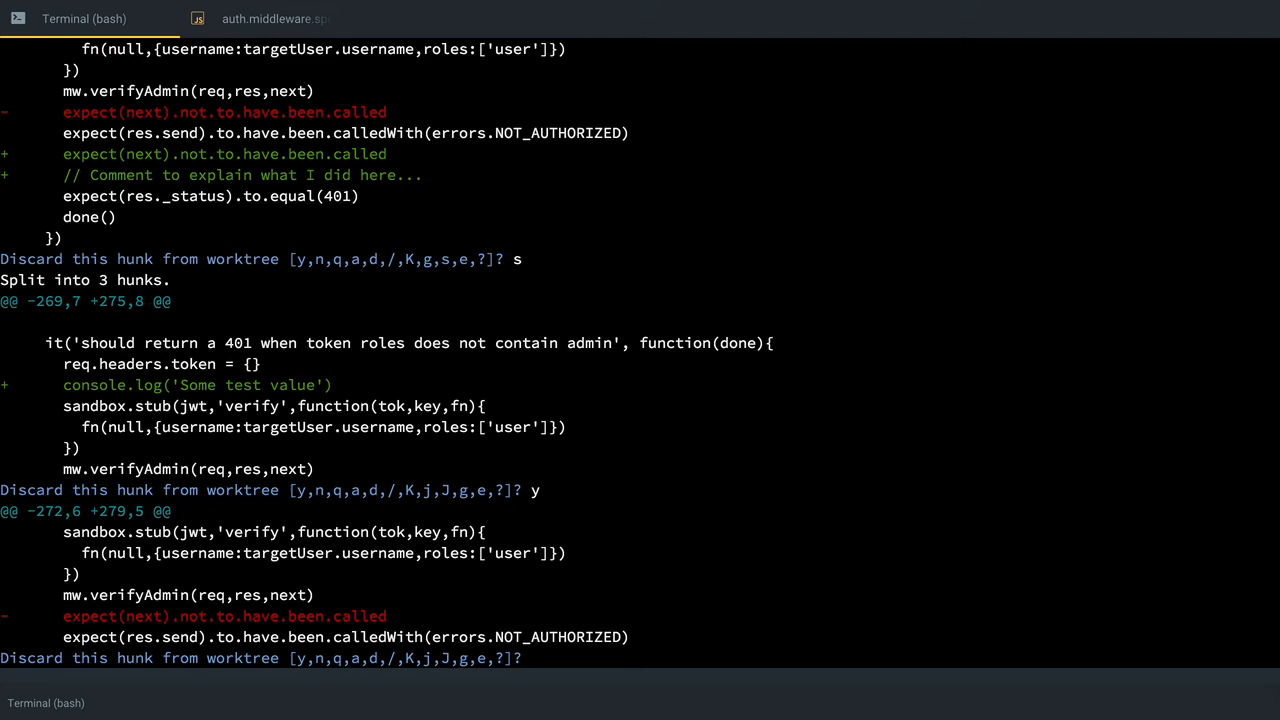 Terminal (bash)
JS
auth.middleware.sp
fn(null,{username:targetUser.username,roles:['user']})
})
mw.verifyAdmin(req,res,next)
- expect(next).not.to.have.been.called
expect(res.send).to.have.been.calledWith(errors.NOT_AUTHORIZED)
+ expect(next).not.to.have.been.called
+ // Comment to explain what I did here...
expect(res._status).to.equal(401)
done()
})
Discard this hunk from worktree [y,n,q,a,d,/,K,g,s,e,?]? s
Split into 3 hunks.
@@ -269,7 +275,8 @@
it('should return a 401 when token roles does not contain admin', function(done){
req.headers.token = {}
+ console.log('Some test value')
sandbox.stub(jwt,'verify',function(tok,key,fn){
fn(null,{username:targetUser.username,roles:['user']})
})
mw.verifyAdmin(req,res,next)
Discard this hunk from worktree [y,n,q,a,d,/,K,j,J,g,e,?]? y
@@ -272,6 +279,5 @@
sandbox.stub(jwt,'verify',function(tok,key,fn){
fn(null,{username:targetUser.username,roles:['user']})
})
mw.verifyAdmin(req,res,next)
- expect(next).not.to.have.been.called
expect(res.send).to.have.been.calledWith(errors.NOT_AUTHORIZED)
Discard this hunk from worktree [y,n,q,a,d,/,K,j,J,g,e,?]?
Terminal (bash)